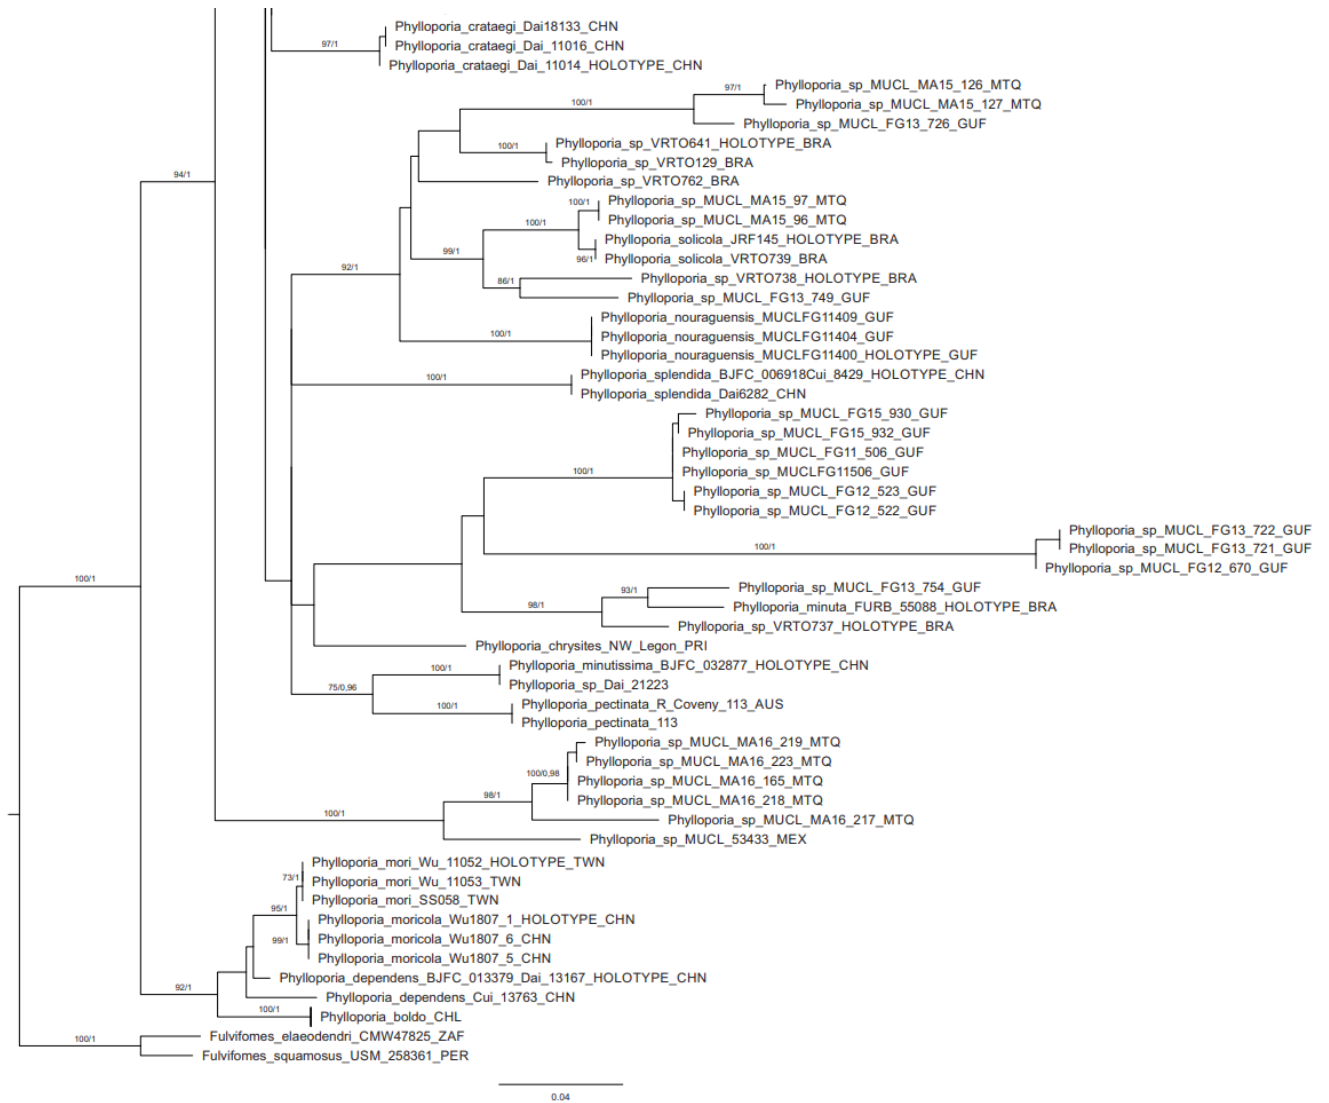 Phylloporia_crataegi_Dai18133_CHN
97/1
Phylloporia_crataegi_Dai_11016_CHN
Phylloporia_crataegi_Dai_11014_HOLOTYPE_CHN
97/1
Phylloporia_sp_MUCL_MA15_126_MTQ
100/1
Phylloporia_sp_MUCL_MA15_127_MTQ
Phylloporia_sp_MUCL_FG13_726_GUF
100/1
Phylloporia_sp_VRTO641_HOLOTYPE_BRA
Phylloporia_sp_VRTO129_BRA
94/1
Phylloporia_sp_VRTO762_BRA
100/1
Phylloporia_sp_MUCL_MA15_97_MTQ
100/1
Phylloporia_sp_MUCL_MA15_96_MTQ
Phylloporia_solicola_JRF145_HOLOTYPE_BRA
99/1
96/1
Phylloporia_solicola_VRTO739_BRA
92/1
86/1
Phylloporia_sp_VRTO738_HOLOTYPE_BRA
Phylloporia_sp_MUCL_FG13_749_GUF
Phylloporia_nouraguensis_MUCLFG11409_GUF
100/1
Phylloporia_nouraguensis_MUCLFG11404_GUF
Phylloporia_nouraguensis_MUCLFG11400_HOLOTYPE_GUF
100/1
Phylloporia_splendida_BJFC_006918Cui_8429_HOLOTYPE_CHN
Phylloporia_splendida_Dai6282_CHN
Phylloporia_sp_MUCL_FG15_930_GUF
Phylloporia_sp_MUCL_FG15_932_GUF
Phylloporia_sp_MUCL_FG11_506_GUF
100/1
Phylloporia_sp_MUCLFG11506_GUF
Phylloporia_sp_MUCL_FG12_523_GUF
Phylloporia_sp_MUCL_FG12_522_GUF
Phylloporia_sp_MUCL_FG13_722_GUF
100/1
Phylloporia_sp_MUCL_FG13_721_GUF
Phylloporia_sp_MUCL_FG12_670_GUF
100/1
93/1
Phylloporia_sp_MUCL_FG13_754_GUF
98/1
Phylloporia_minuta_FURB_55088_HOLOTYPE_BRA
Phylloporia_sp_VRTO737_HOLOTYPE_BRA
Phylloporia_chrysites_NW_Legon_PRI
100/1
Phylloporia_minutissima_BJFC_032877_HOLOTYPE_CHN
75/0,96
Phylloporia_sp_Dai_21223
100/1
Phylloporia_pectinata_R_Coveny_113_AUS
Phylloporia_pectinata_113
Phylloporia_sp_MUCL_MA16_219_MTQ
Phylloporia_sp_MUCL_MA16_223_MTQ
100/0,98
Phylloporia_sp_MUCL_MA16_165_MTQ
98/1
Phylloporia_sp_MUCL_MA16_218_MTQ
100/1
Phylloporia_sp_MUCL_MA16_217_MTQ
Phylloporia_sp_MUCL_53433_MEX
Phylloporia_mori_Wu_11052_HOLOTYPE_TWN
73/1
Phylloporia_mori_Wu_11053_TWN
Phylloporia_mori_SS058_TWN
95/1
Phylloporia_moricola_Wu1807_1_HOLOTYPE_CHN
99/1
Phylloporia_moricola_Wu1807_6_CHN
Phylloporia_moricola_Wu1807_5_CHN
Phylloporia_dependens_BJFC_013379_Dai_13167_HOLOTYPE_CHN
92/1
Phylloporia_dependens_Cui_13763_CHN
100/1
Phylloporia_boldo_CHL
100/1
Fulvifomes_elaeodendri_CMW47825_ZAF
Fulvifomes_squamosus_USM_258361_PER
0.04